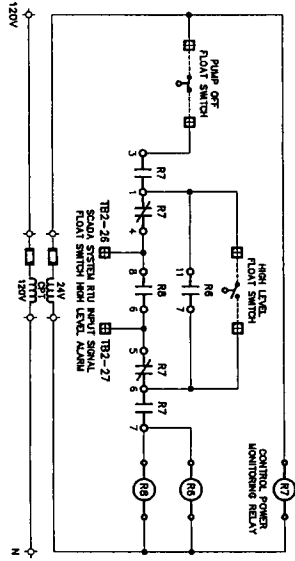 CONTROL POWER
MONITORING RELAY
R7
PUMP OFF
FLOAT SWITCH
HIGH LEVEL
FLOAT SWITCH
11 R6 7
R6
3 R7 1 R7 4 8 R8 6 5 R7 6 R7 7
R8
TB2-26 TB2-27
SCADA SYSTEM RTU INPUT SIGNAL
FLOAT SWITCH HIGH LEVEL ALARM
24V
CPT
120V
120V N